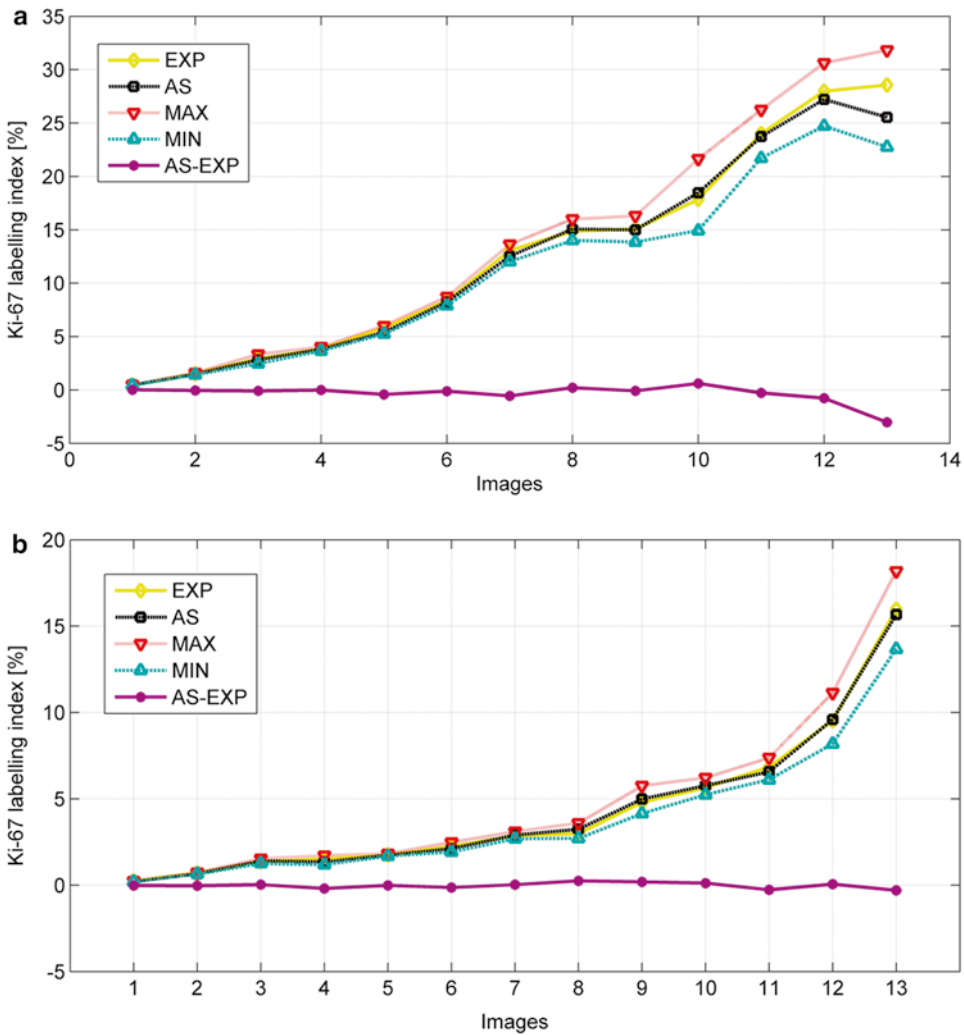 a
35
30
25
20
15
10
5
0
-5
Ki-67 labelling index [%]
EXP
AS
MAX
MIN
AS-EXP
0 2 4 6 8 10 12 14
Images
b
20
15
10
5
0
-5
Ki-67 labelling index [%]
EXP
AS
MAX
MIN
AS-EXP
1 2 3 4 5 6 7 8 9 10 11 12 13
Images